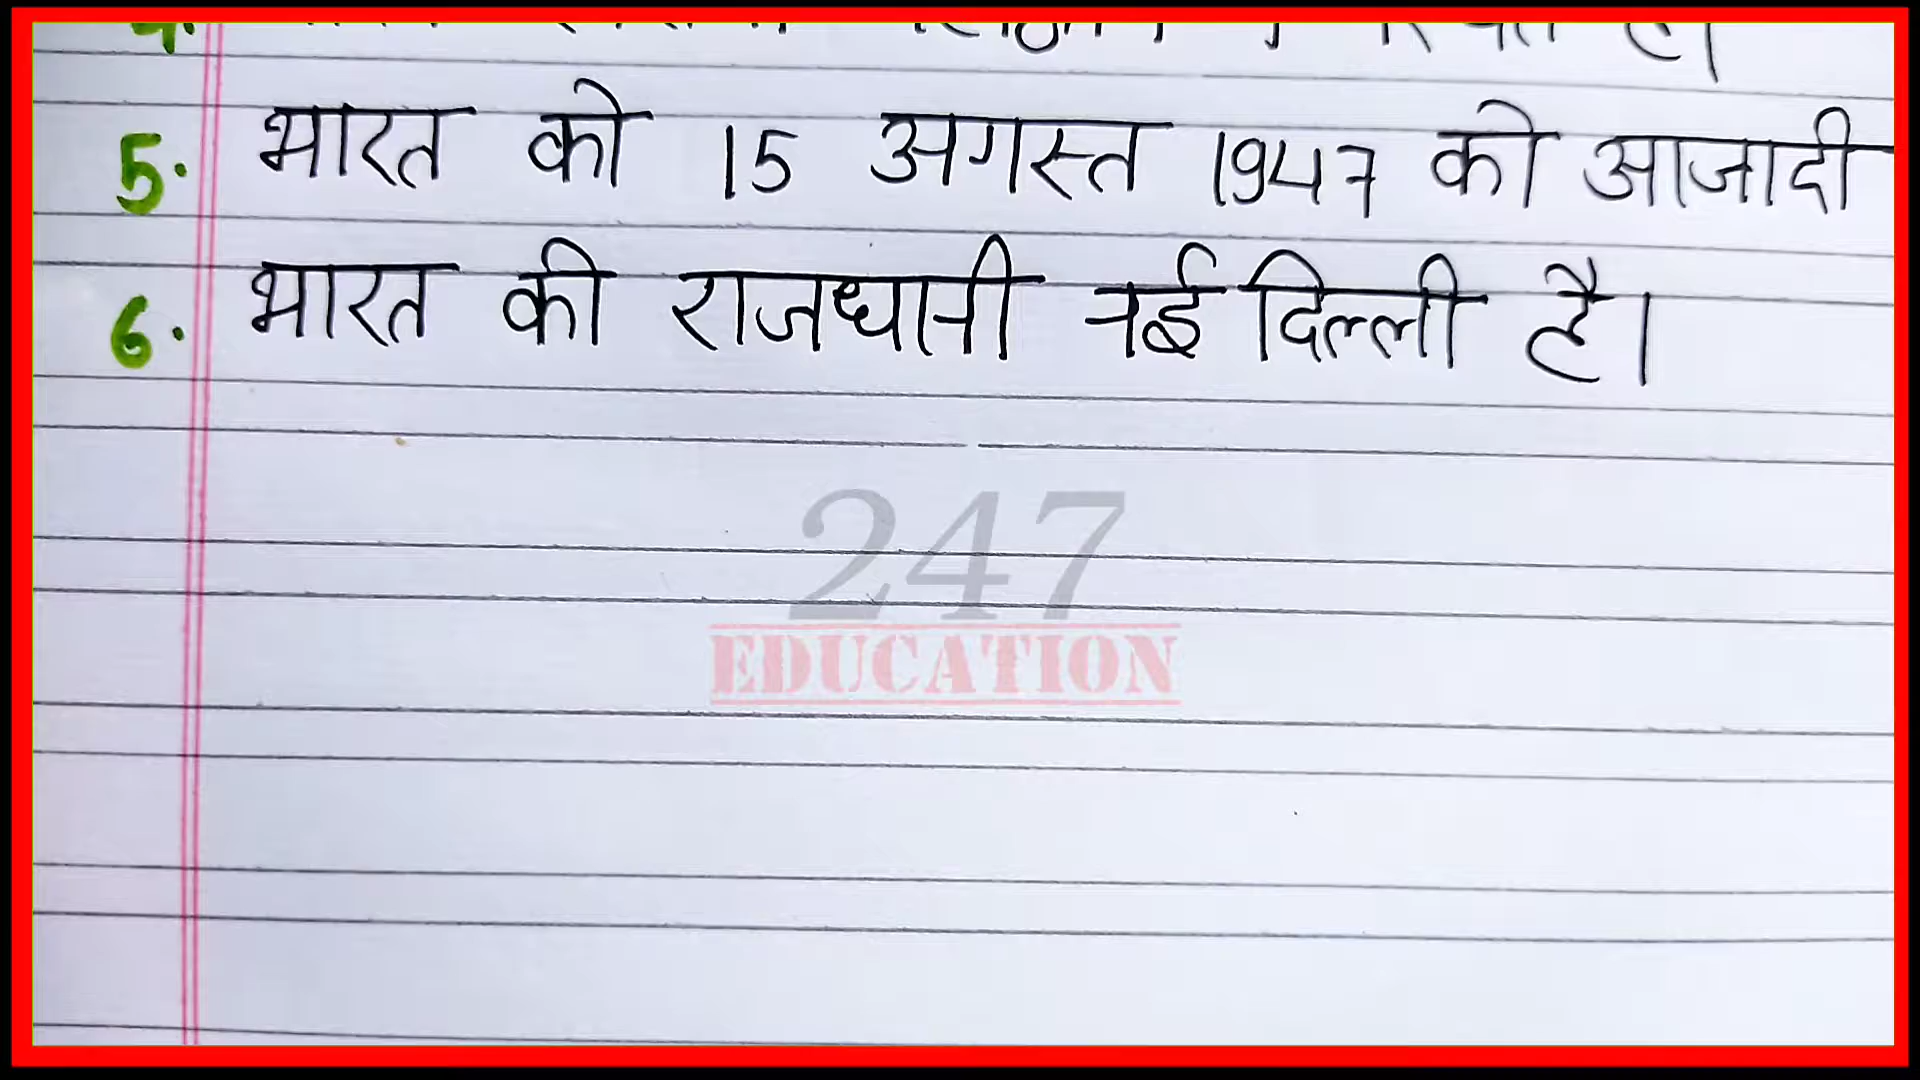 5. भारत को 15 अगस्त 1947 को आजादी
6. भारत की राजधानी नई दिल्ली है।
247
EDUCATION